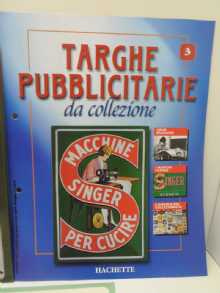 TARGHE
3
PUBBLICITARIE
da collezione
MACCHINE
SINGER
PER CUCIRE
SINGER
HACHETTE